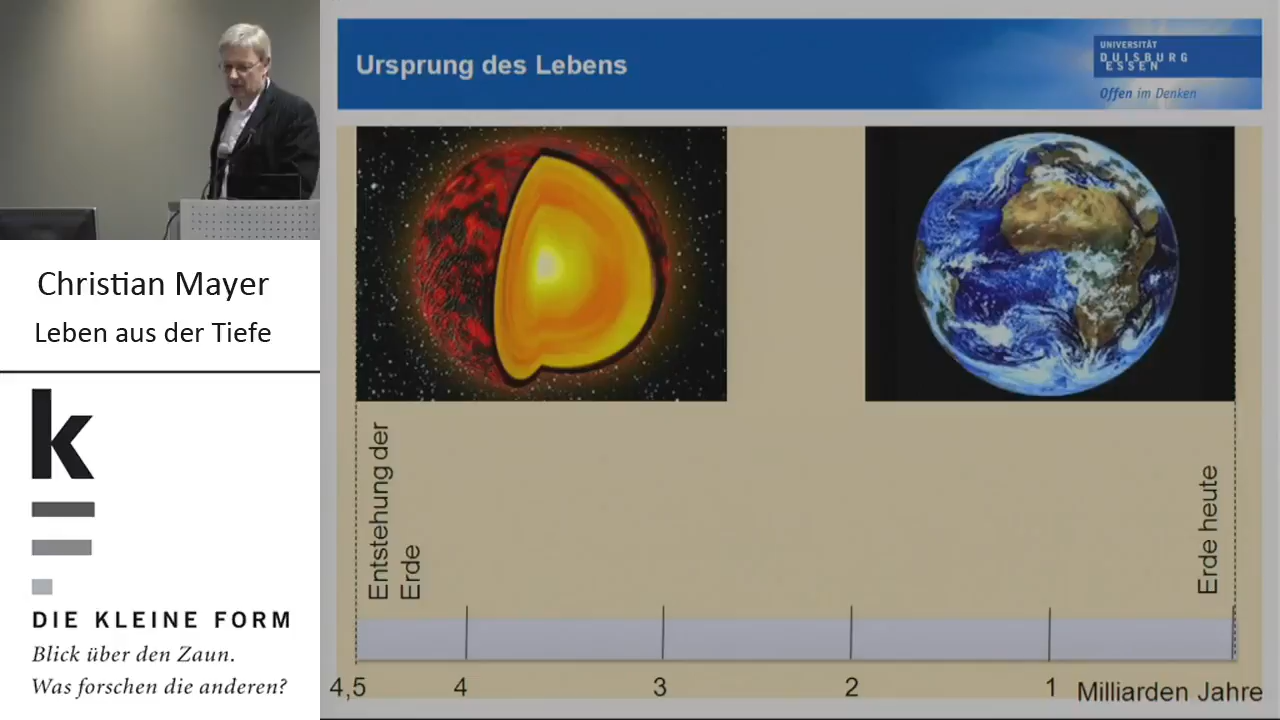 Ursprung des Lebens
UNIVERSITÄT
DUISBURG
ESSEN
Offen im Denken
Christian Mayer
Leben aus der Tiefe
k
DIE KLEINE FORM
Blick über den Zaun.
Was forschen die anderen?
Entstehung der
Erde
Erde heute
4,5 4 3 2 1 Milliarden Jahre